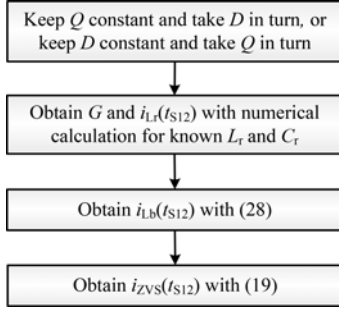 Keep Q constant and take D in turn, or
keep D constant and take Q in turn
Obtain G and iLr(tS12) with numerical
calculation for known Lr and Cr
Obtain iLb(tS12) with (28)
Obtain iZVS(tS12) with (19)